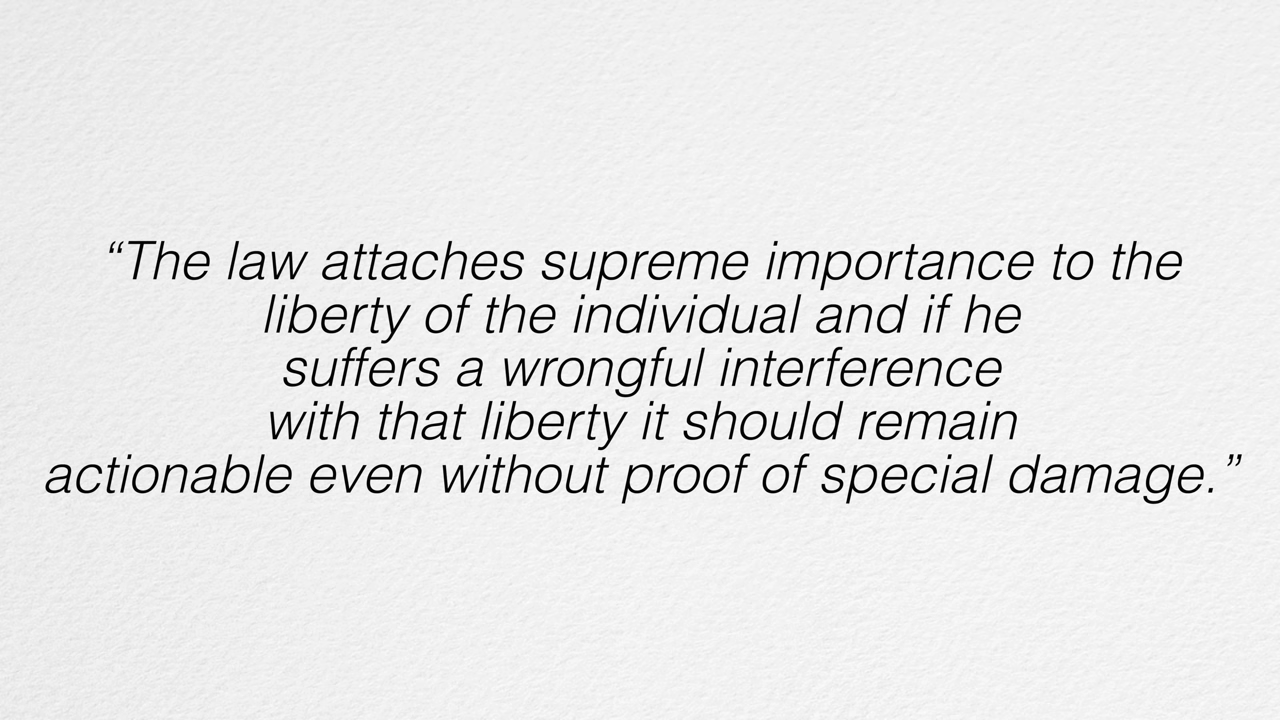 “The law attaches supreme importance to the
liberty of the individual and if he
suffers a wrongful interference
with that liberty it should remain
actionable even without proof of special damage.”